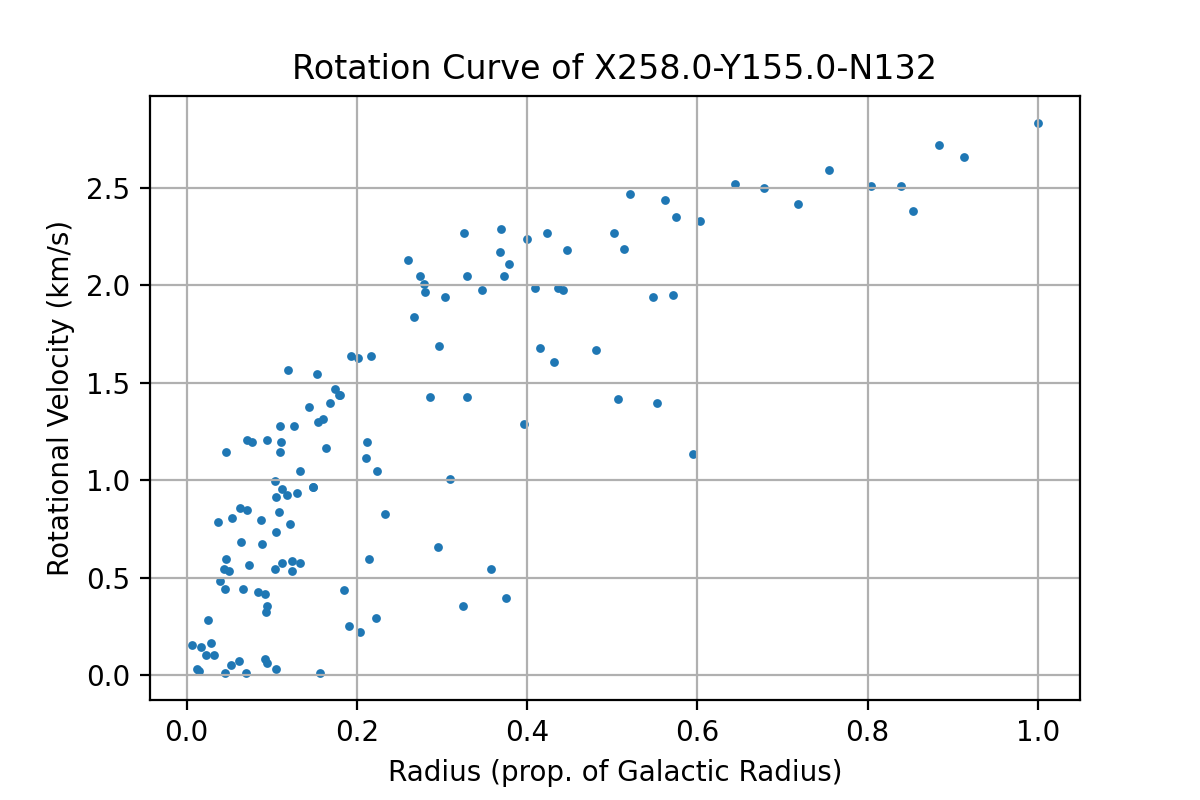 Rotation Curve of X258.0-Y155.0-N132
Rotational Velocity (km/s)
2.5
2.0
1.5
1.0
0.5
0.0
0.0 0.2 0.4 0.6 0.8 1.0
Radius (prop. of Galactic Radius)